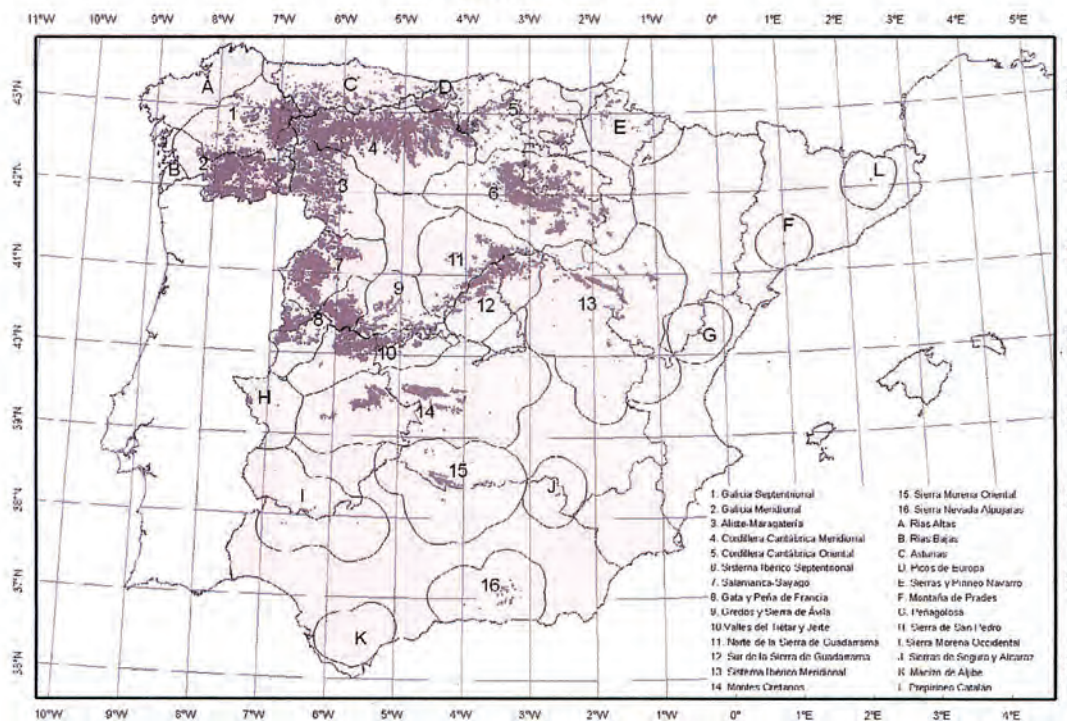 11°W 10°W 9°W 8°W 7°W 6°W 5°W 4°W 3°W 2°W 1°W 0° 1°E 2°E 3°E 4°E 5°E
43°N
42°N
41°N
40°N
39°N
38°N
37°N
38°N
A
C
D
1
5
E
4
B
2
3
L
6
F
11
9
12
13
8
G
10
H
14
15
I
J
16
K
1. Galicia Septentrional
2. Galicia Meridional
3. Aliste-Maragatería
4. Cordillera Cantábrica Meridional
5. Cordillera Cantábrica Oriental
6. Sistema Ibérico Septentrional
7. Salamanca-Sayago
8. Gata y Peña de Francia
9. Gredos y Sierra de Ávila
10. Valles del Tiétar y Jerte
11. Norte de la Sierra de Guadarrama
12. Sur de la Sierra de Guadarrama
13. Sistema Ibérico Meridional
14. Montes Oretanos
15. Sierra Morena Oriental
16. Sierra Nevada Alpujaras
A. Rías Altas
B. Rías Bajas
C. Asturias
D. Picos de Europa
E. Sierras y Pirineo Navarro
F. Montaña de Prades
G. Peñagolosa
H. Sierra de San Pedro
I. Sierra Morena Occidental
J. Sierras de Segura y Alcaraz
K. Macizo de Aljibe
L. Prepirineo Catalán
10°W 9°W 8°W 7°W 6°W 5°W 4°W 3°W 2°W 1°W 0° 1°E 2°E 3°E 4°E